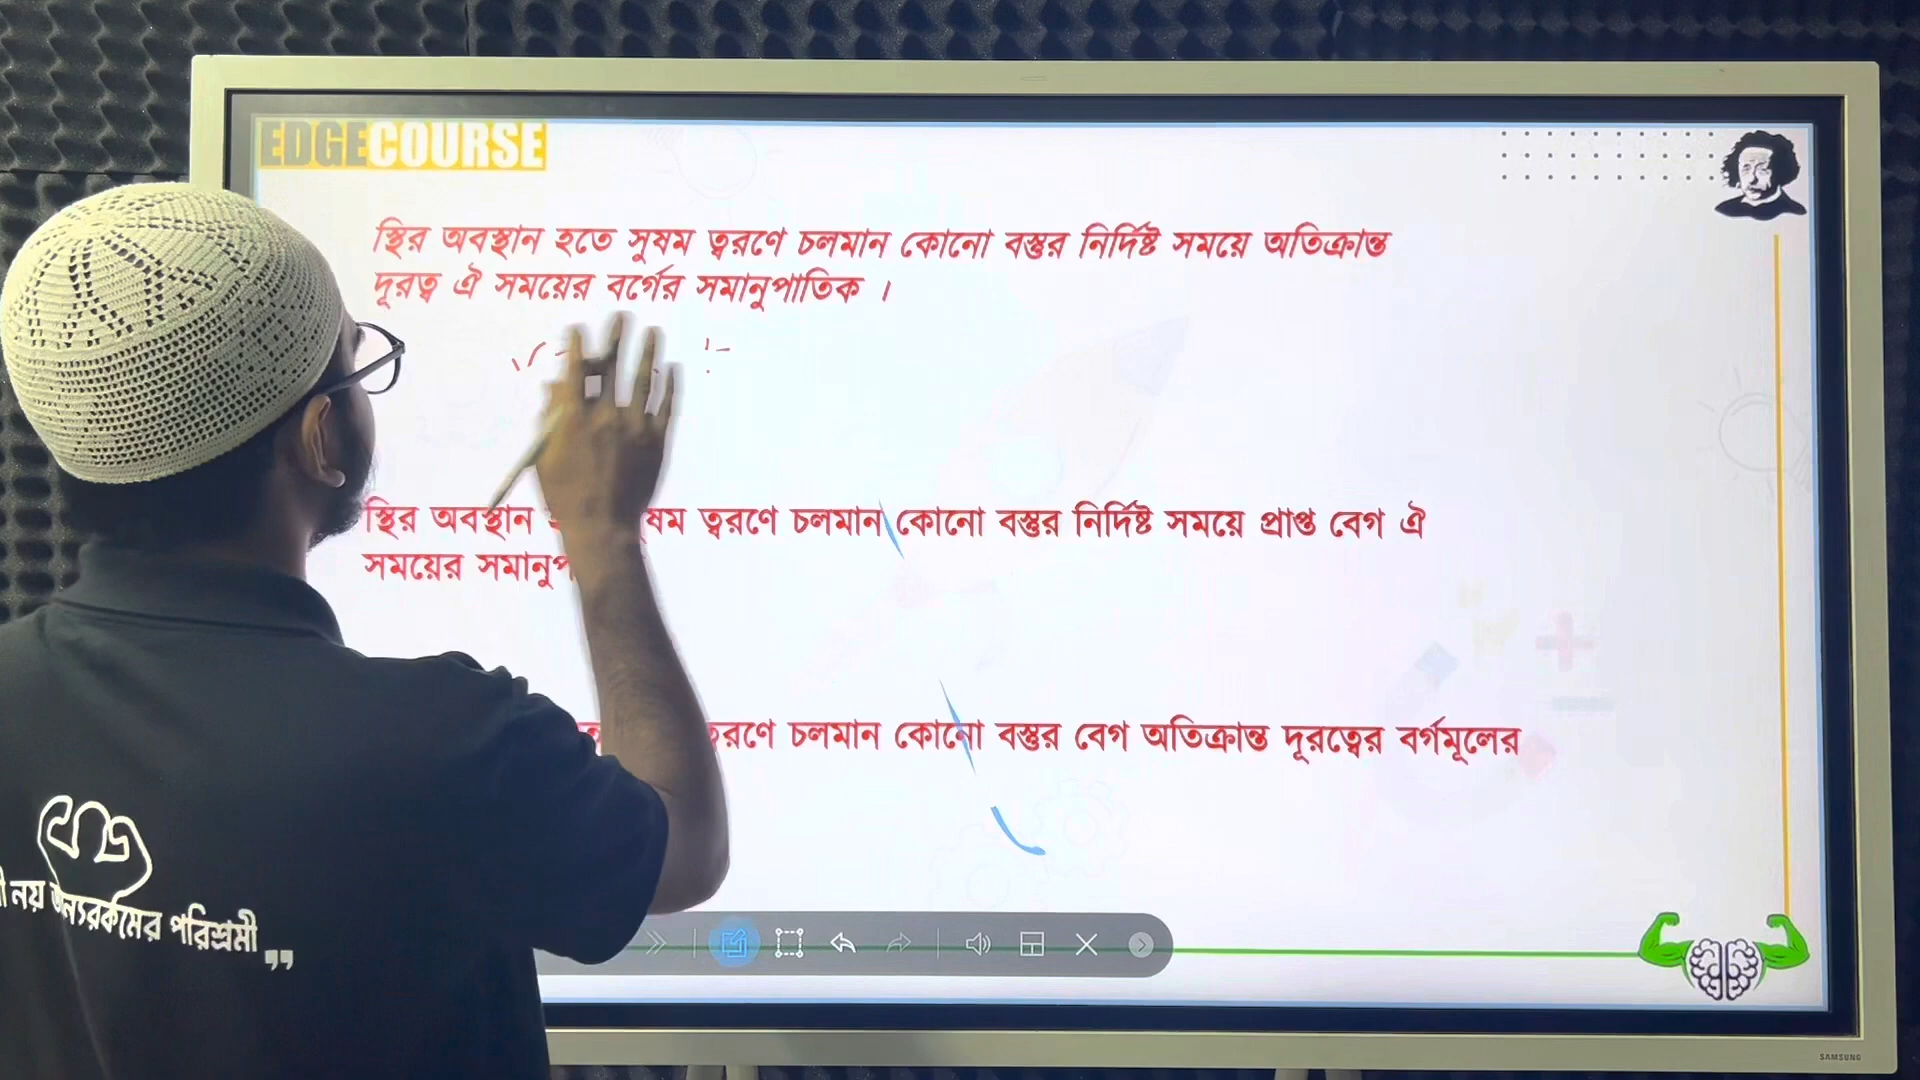 EDGECOURSE
স্থির অবস্থান হতে সুষম ত্বরণে চলমান কোনো বস্তুর নির্দিষ্ট সময়ে অতিক্রান্ত
দূরত্ব ঐ সময়ের বর্গের সমানুপাতিক ।
স্থির অবস্থান ষম ত্বরণে চলমান কোনো বস্তুর নির্দিষ্ট সময়ে প্রাপ্ত বেগ ঐ
সময়ের সমানুপ
চলমান কোনো বস্তুর বেগ অতিক্রান্ত দূরত্বের বর্গমূলের
নয় অন্যরকমের পরিশ্রমী ”
SAMSUNG